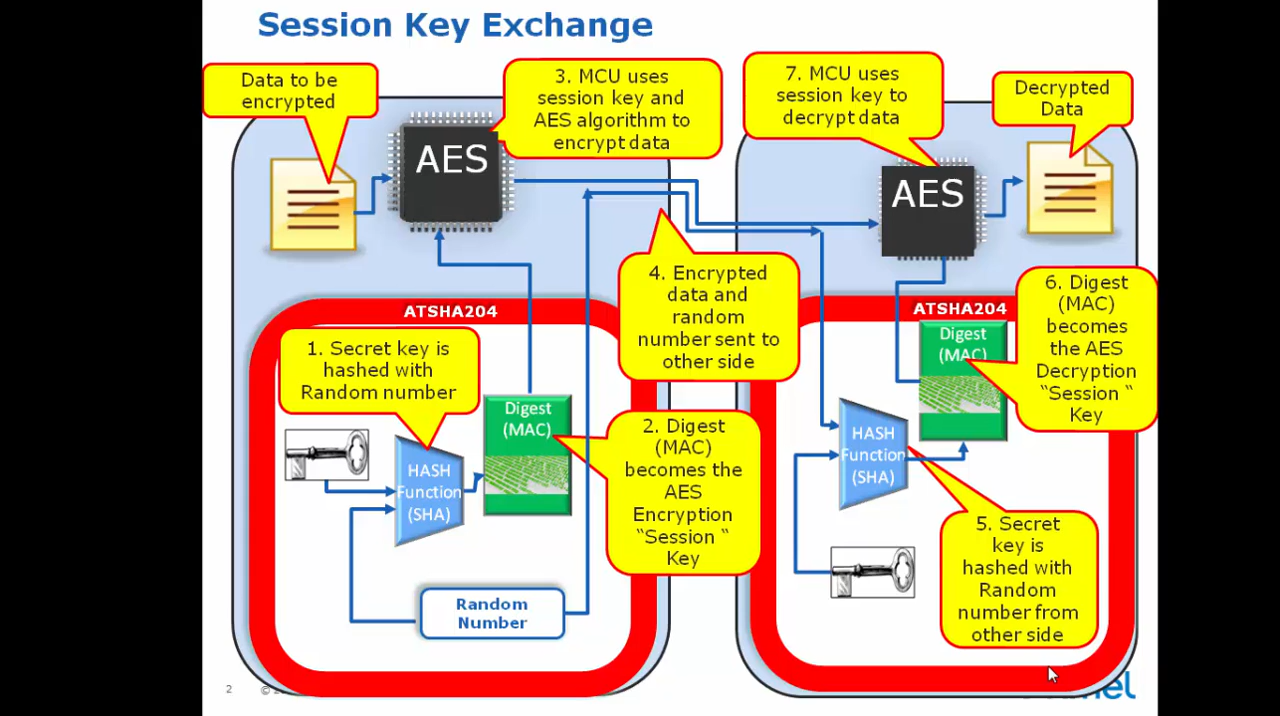 Session Key Exchange
Data to be
encrypted
3. MCU uses
session key and
AES algorithm to
encrypt data
7. MCU uses
session key to
decrypt data
Decrypted
Data
AES
AES
4. Encrypted
data and
random
number sent to
other side
6. Digest
(MAC)
becomes
the AES
Decryption
“Session “
Key
ATSHA204
ATSHA204
1. Secret key is
hashed with
Random number
Digest
(MAC)
Digest
(MAC)
2. Digest
(MAC)
becomes the
AES
Encryption
“Session “
Key
HASH
Function
(SHA)
HASH
Function
(SHA)
5. Secret
key is
hashed with
Random
number from
other side
Random
Number
2
©